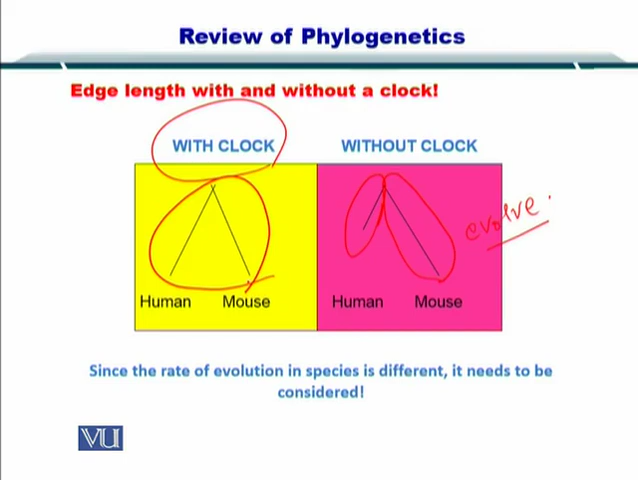 Review of Phylogenetics
Edge length with and without a clock!
WITH CLOCK
WITHOUT CLOCK
evolve.
Human
Mouse
Human
Mouse
Since the rate of evolution in species is different, it needs to be
considered!
VU